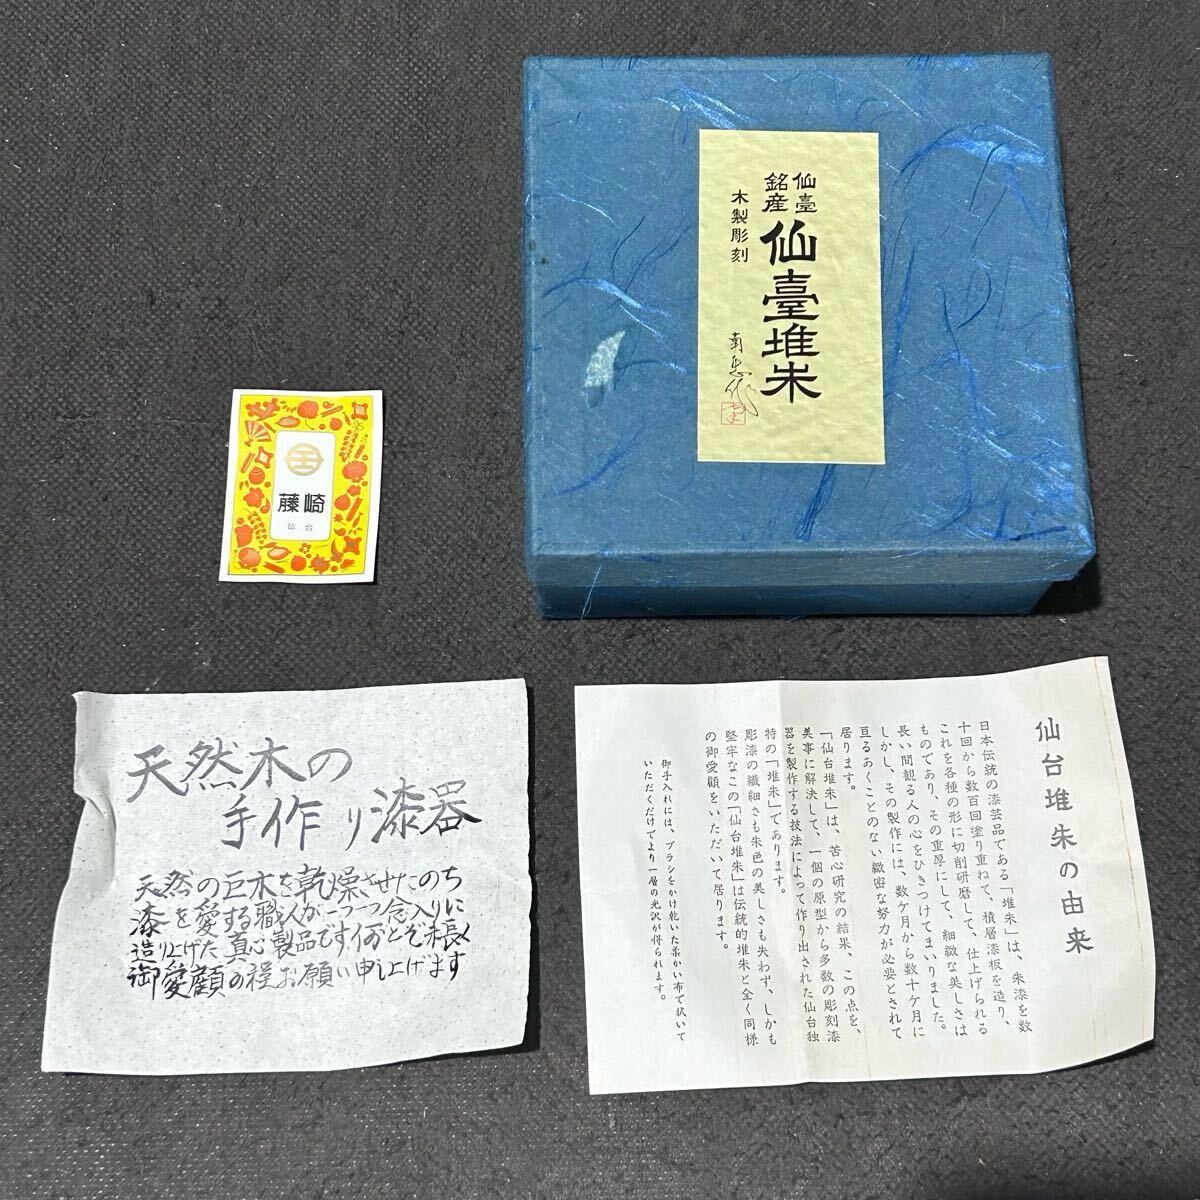 仙臺
銘産
仙臺堆朱
木製彫刻
藤崎
仙台
天然木の
手作り漆器
天然の巨木を乾燥させたのち
漆を愛する職人が一つ一つ念入りに
造り上げた真心製品です何とぞ末長く
御愛顧の程お願い申し上げます
仙台堆朱の由来
日本伝統の漆芸品である「堆朱」は、朱漆を数
十回から数百回塗り重ねて、積層漆板を造り、
これを各種の形に切削研磨して、仕上げられる
ものであり、その重厚にして、細緻な美しさは
長い間観る人の心をひきつけてまいりました。
しかし、その製作には、数ケ月から数十ケ月に
亘るあくことのない緻密な努力が必要とされて
居ります。
「仙台堆朱」は、苦心研究の結果、この点を、
美事に解決して、一個の原型から多数の彫刻漆
器を製作する技法によって作り出された仙台独
特の「堆朱」であります。
彫漆の繊細さも朱色の美しさも失わず、しかも
堅牢なこの「仙台堆朱」は伝統的堆朱と全く同様
の御愛顧をいただいて居ります。
御手入れには、ブラシをかけ乾いた柔かい布で拭いて
いただくだけでより一層の光沢が得られます。